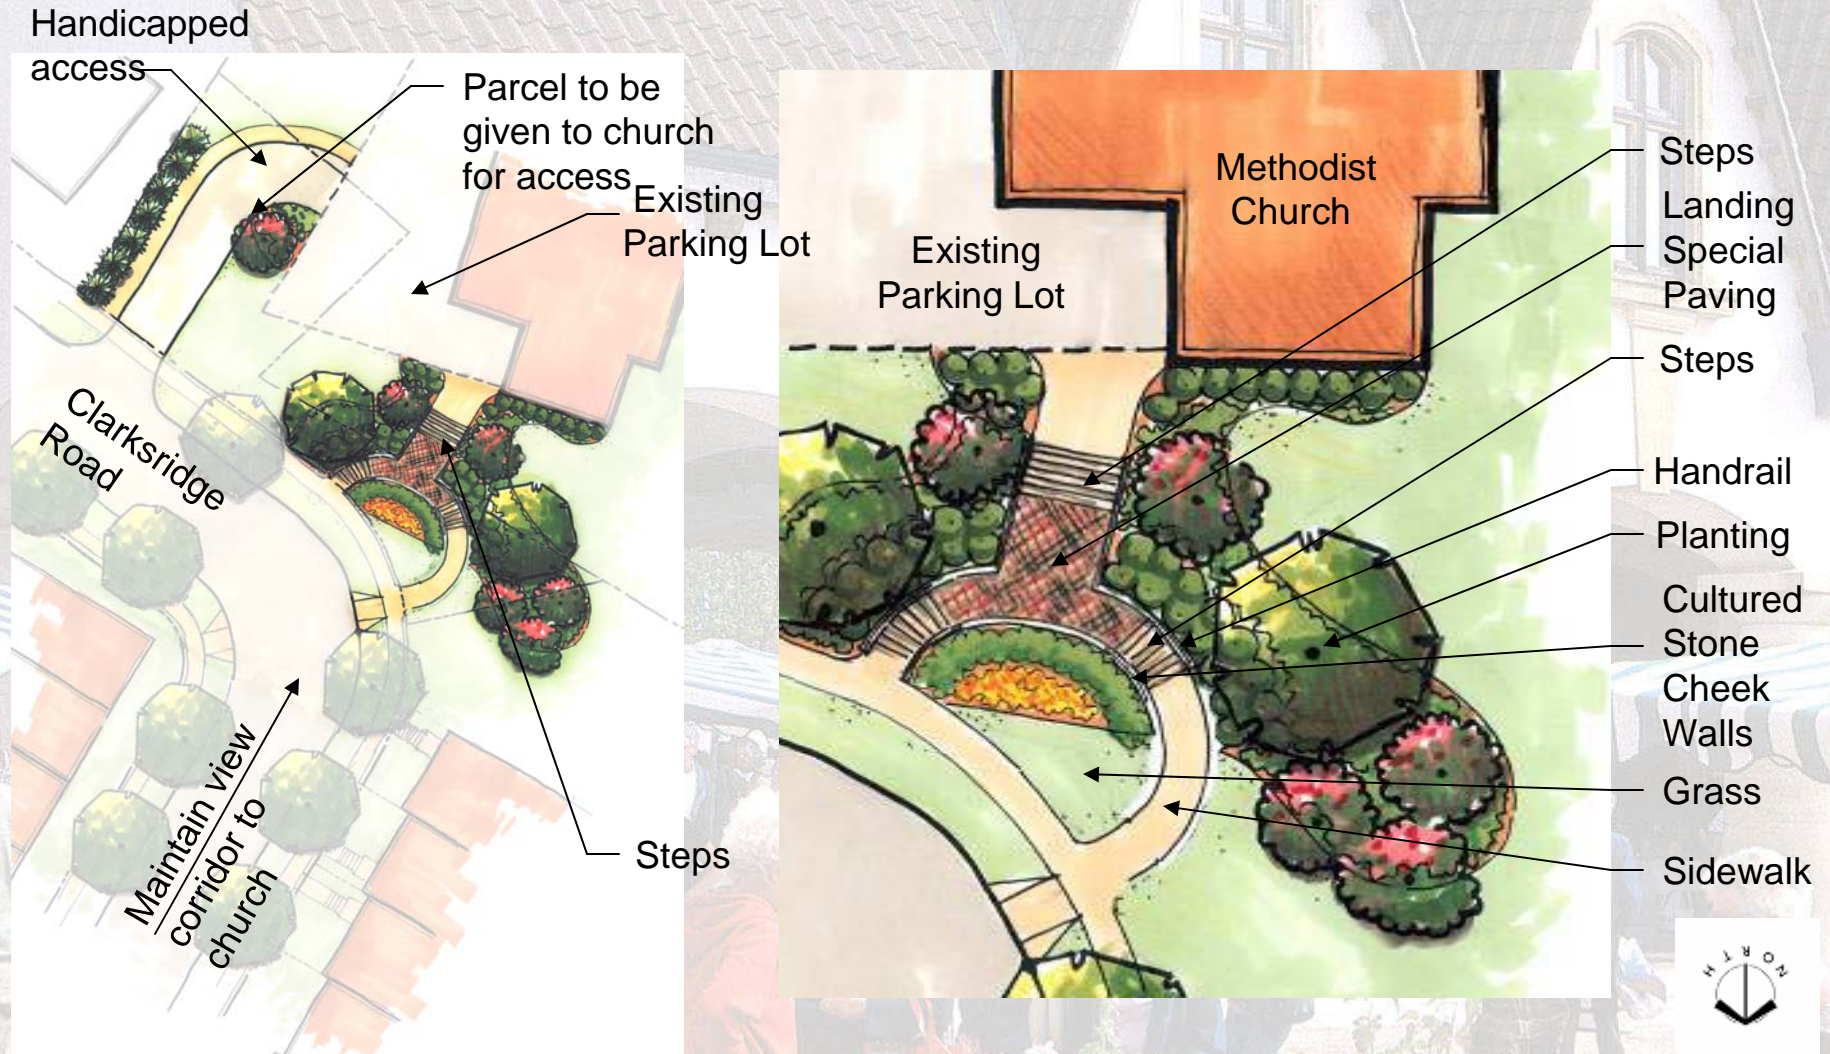 Handicapped
access
Parcel to be
given to church
for access
Existing
Parking Lot
Clarksridge
Road
Maintain view
corridor to
church
Steps
Methodist
Church
Existing
Parking Lot
Steps
Landing
Special
Paving
Steps
Handrail
Planting
Cultured
Stone
Cheek
Walls
Grass
Sidewalk
NORTH